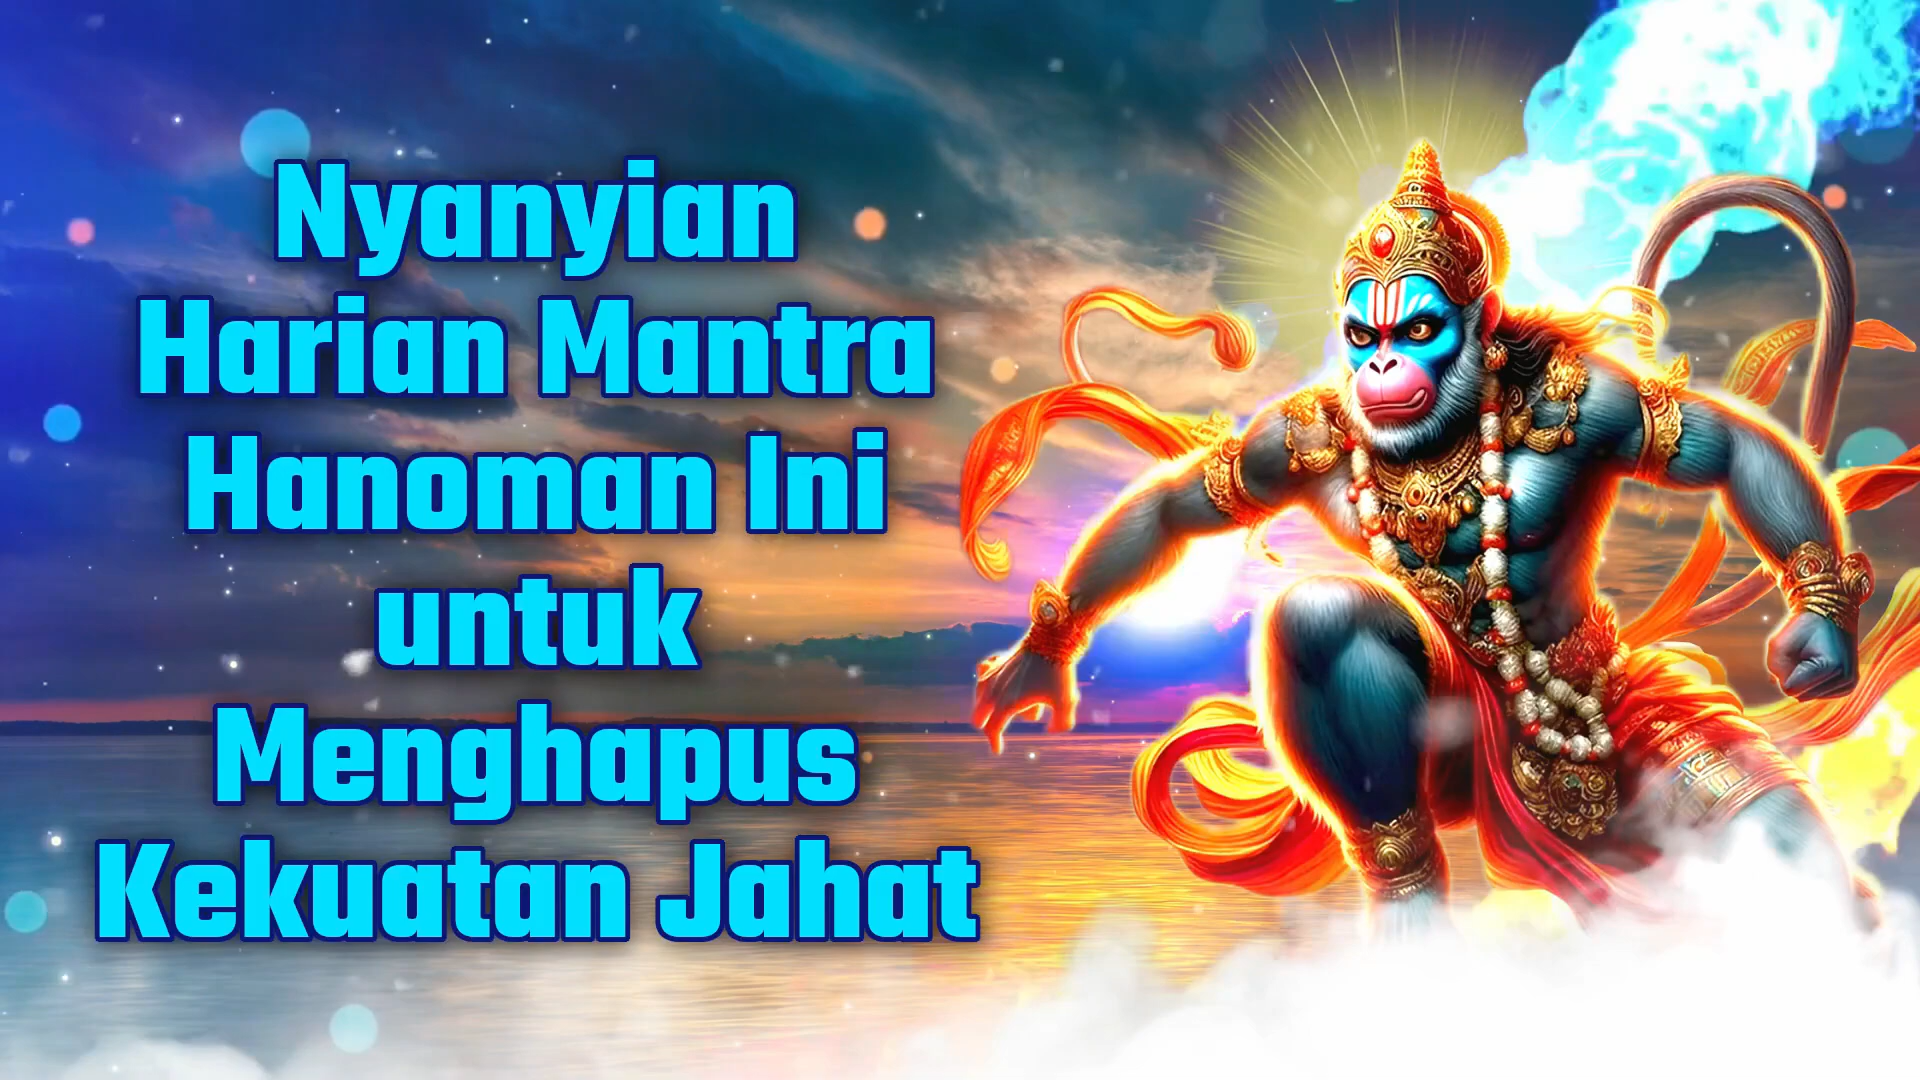 Nyanyian
Harian Mantra
Hanoman Ini
untuk
Menghapus
Kekuatan Jahat